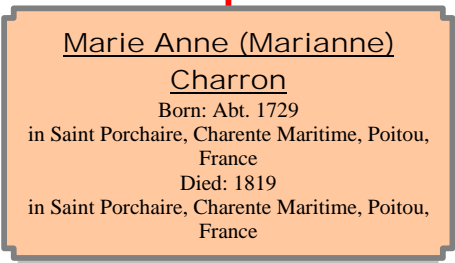 Marie Anne (Marianne)
Charron
Born: Abt. 1729
in Saint Porchaire, Charente Maritime, Poitou,
France
Died: 1819
in Saint Porchaire, Charente Maritime, Poitou,
France